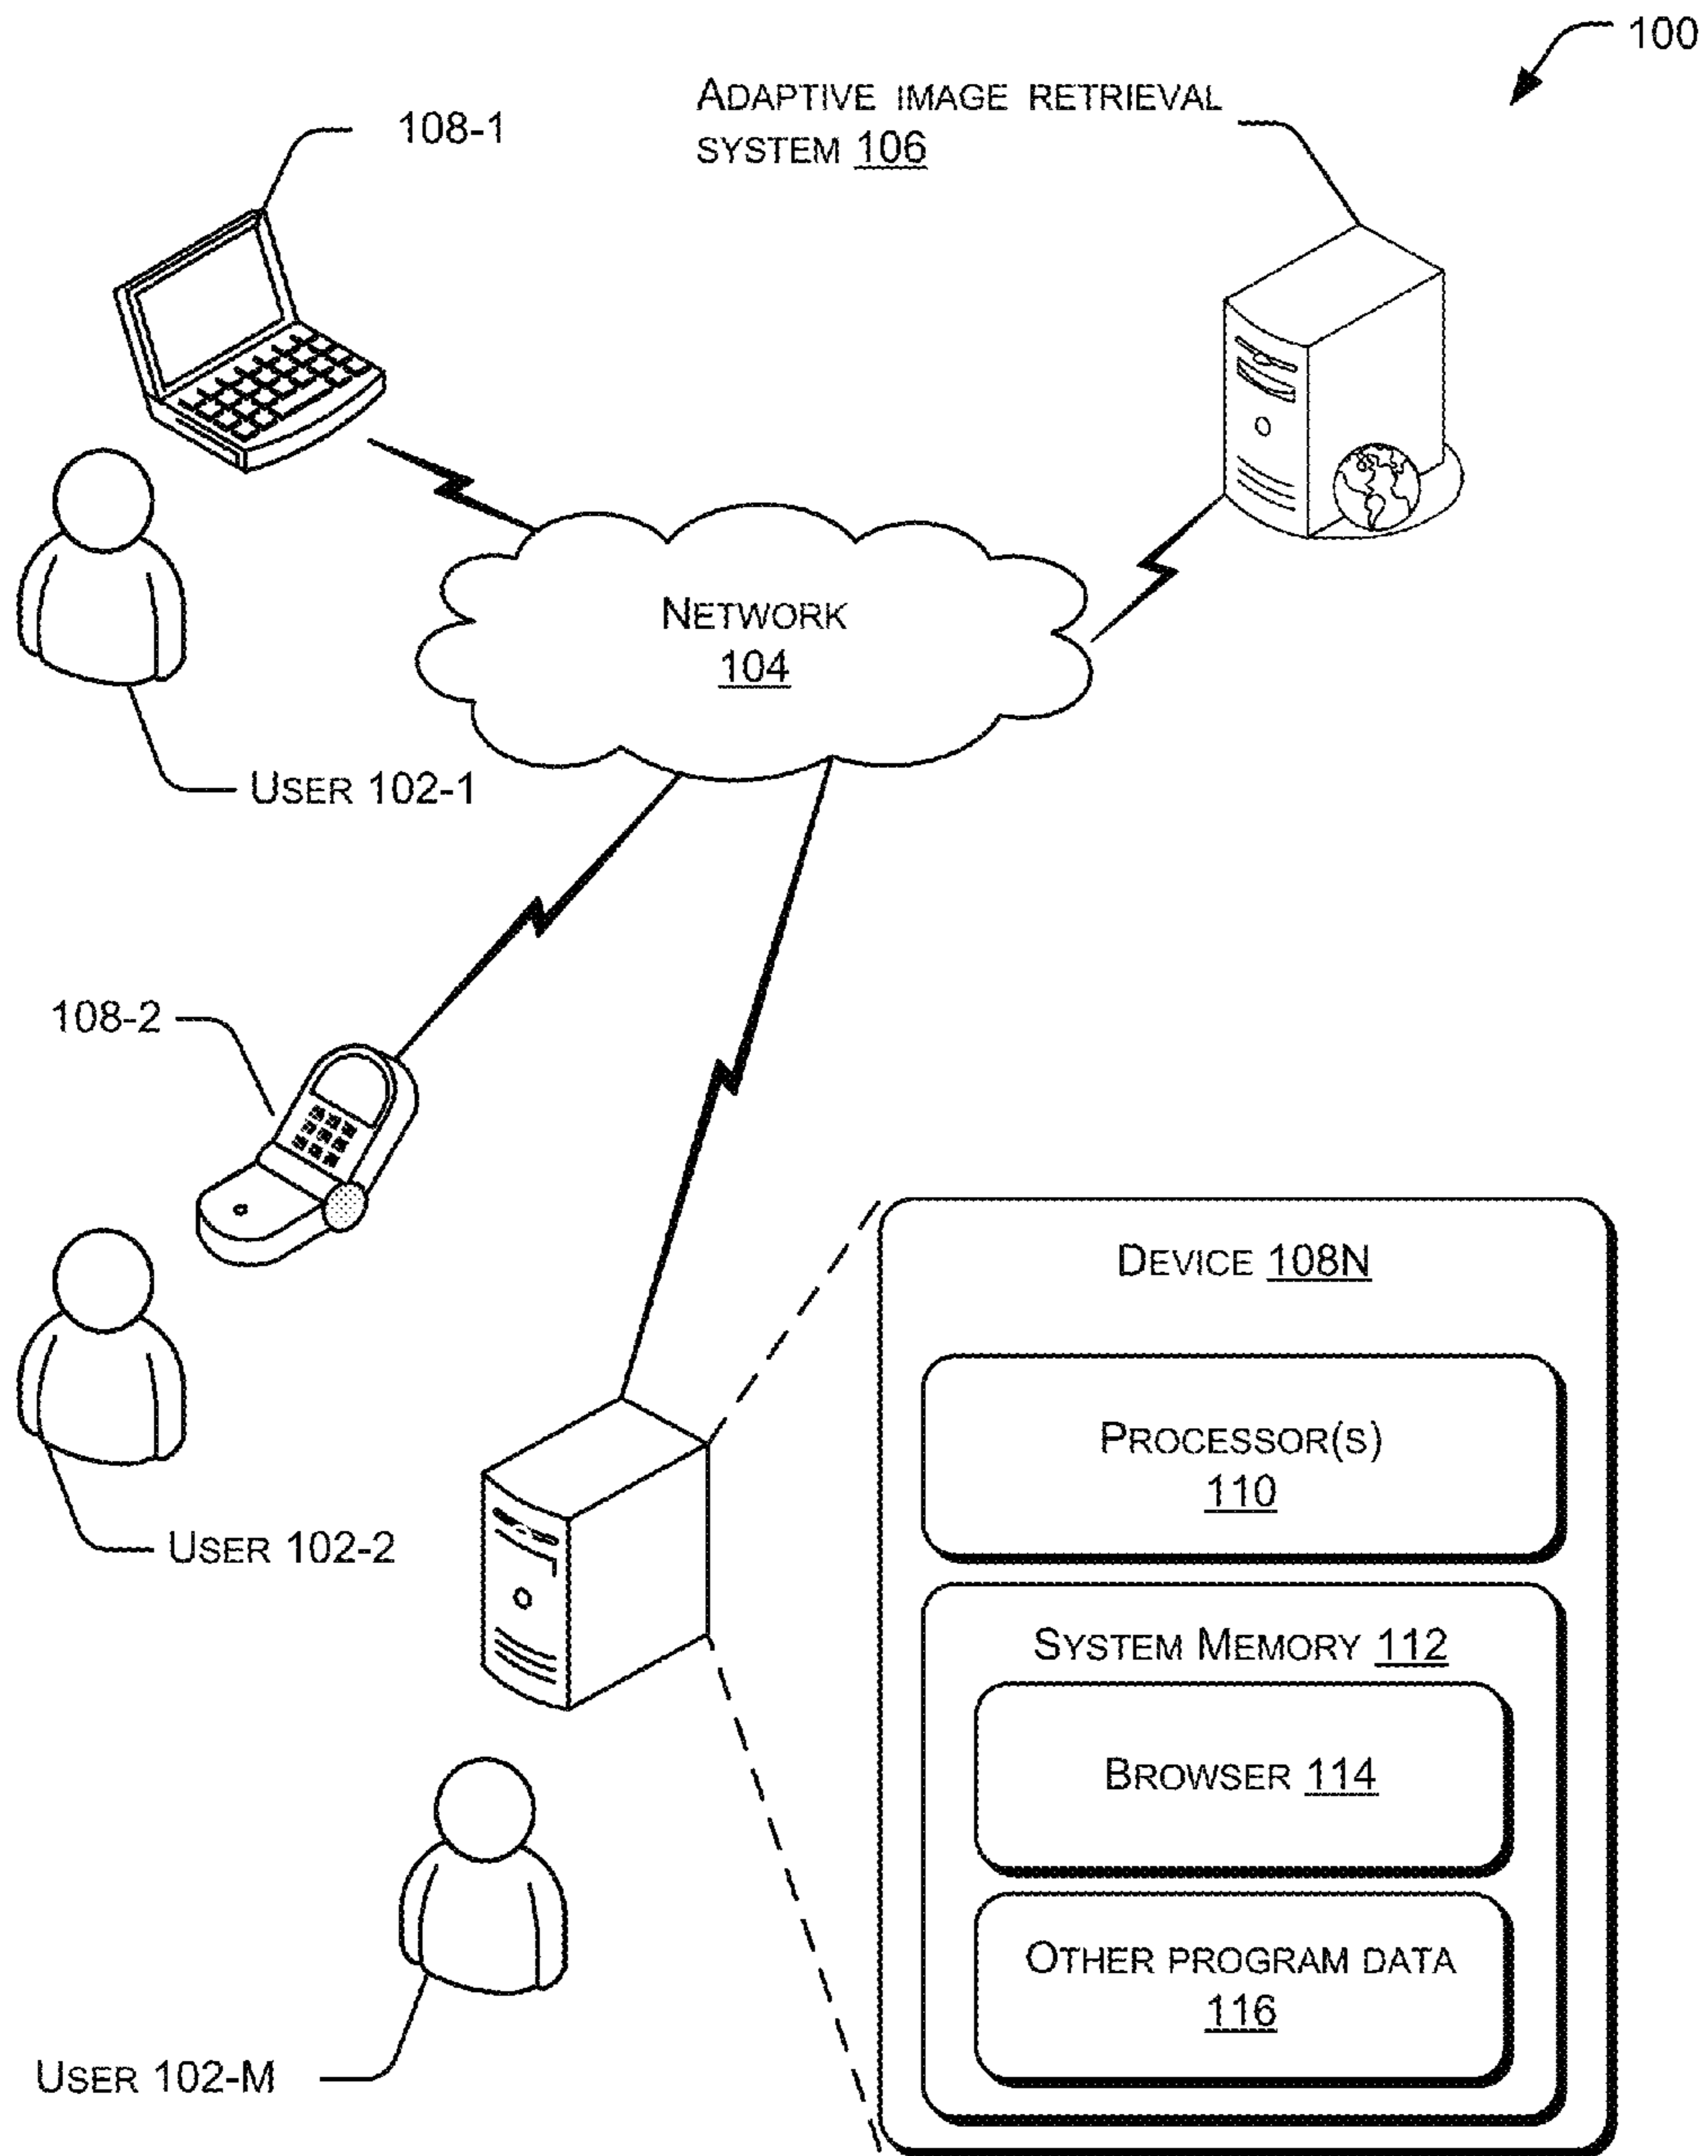 100
ADAPTIVE IMAGE RETRIEVAL
SYSTEM 106
108-1
NETWORK
104
USER 102-1
108-2
USER 102-2
DEVICE 108N
PROCESSOR(S)
110
SYSTEM MEMORY 112
BROWSER 114
OTHER PROGRAM DATA
116
USER 102-M